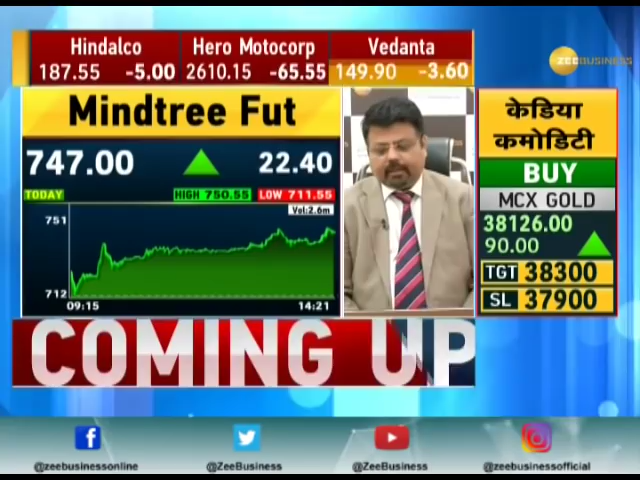 Hindalco
187.55 -5.00
Hero Motocorp
2610.15 -65.55
Vedanta
149.90 -3.60
ZEEBUSINESS
Mindtree Fut
747.00 22.40
TODAY HIGH 750.55 LOW 711.55
Vol:2.6m
751
712
09:15 14:21
केडिया
कमोडिटी
BUY
MCX GOLD
38126.00
90.00
TGT 38300
SL 37900
COMING UP
@zeebusinessonline
@ZeeBusiness
@ZeeBusiness
@zeebusinessofficial